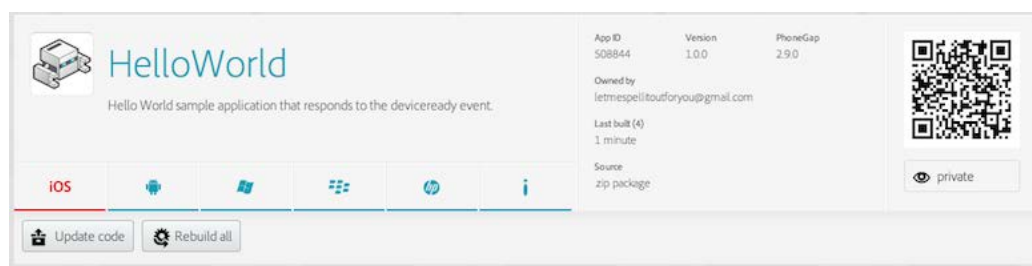 HelloWorld
Hello World sample application that responds to the deviceready event.
iOS
hp
i
App ID Version PhoneGap
508844 1.0.0 2.9.0
Owned by
letmespellitoutforyou@gmail.com
Last built (4)
1 minute
Source
zip package
private
Update code Rebuild all